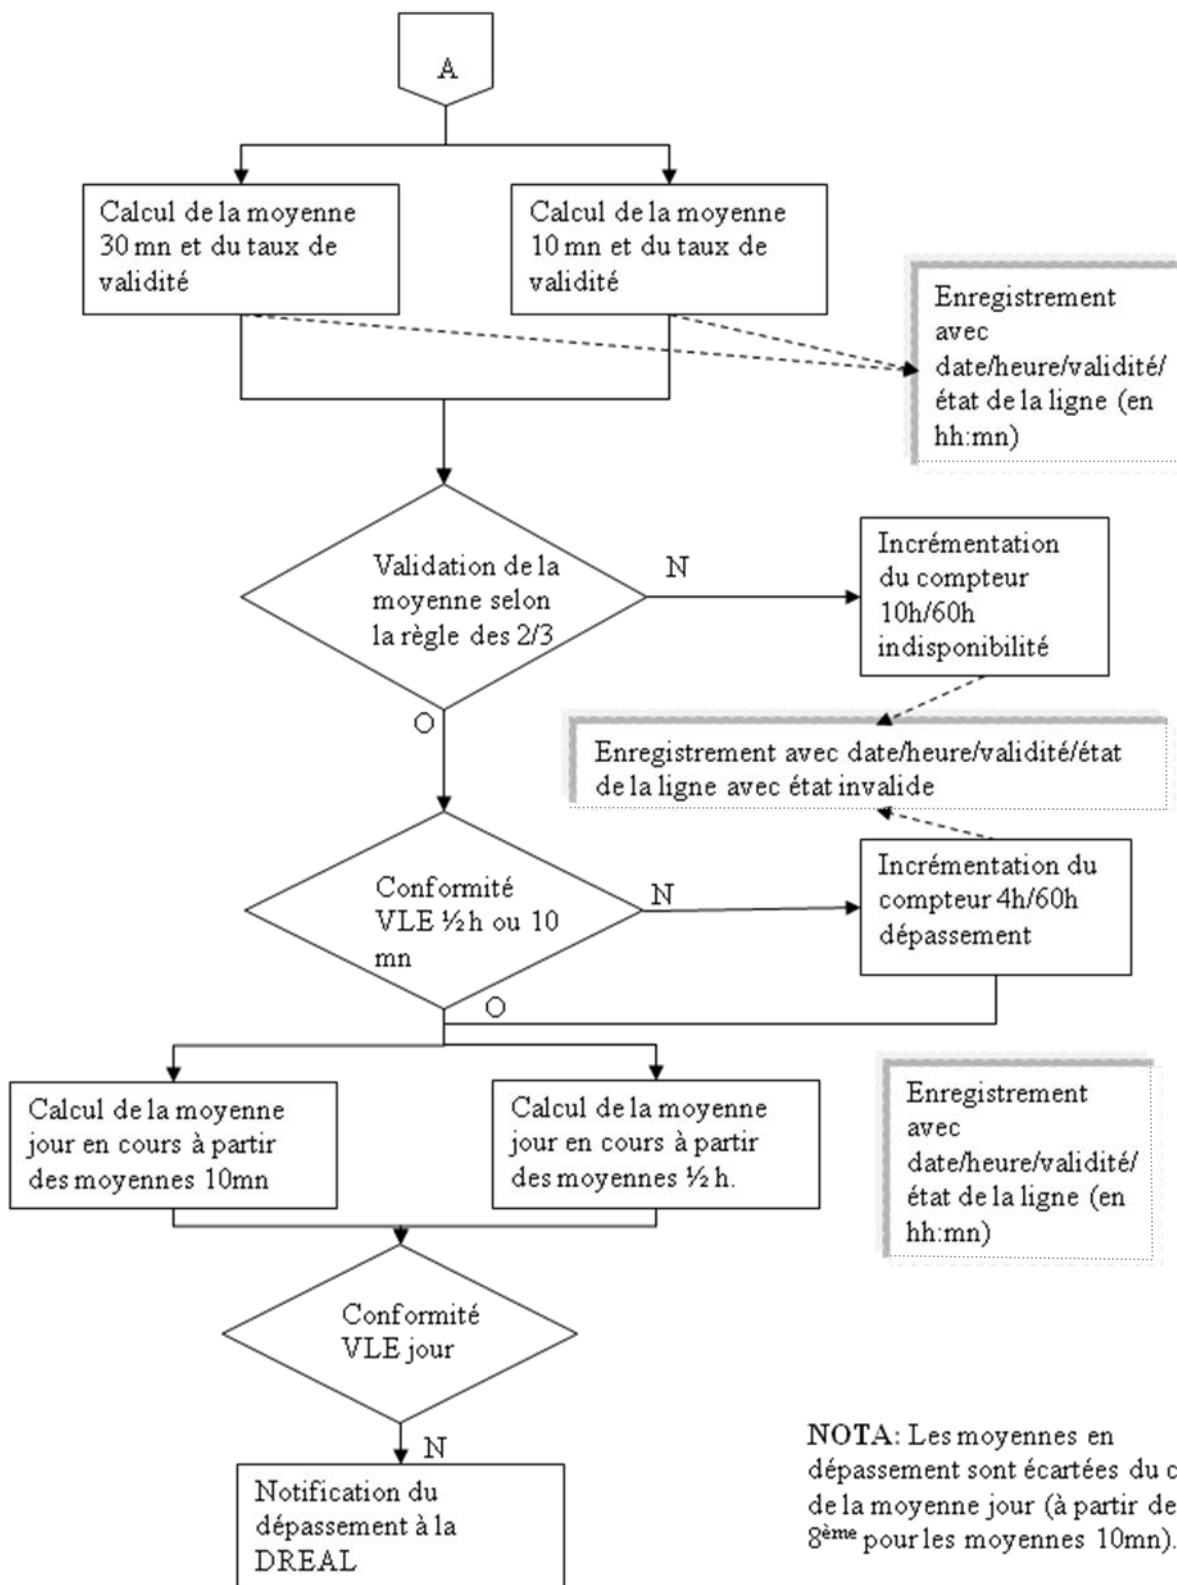 A
Calcul de la moyenne
30 mn et du taux de
validité
Calcul de la moyenne
10 mn et du taux de
validité
Enregistrement
avec
date/heure/validité/
état de la ligne (en
hh:mn)
Validation de la
moyenne selon
la règle des 2/3
N
Incrémentation
du compteur
10h/60h
indisponibilité
O
Enregistrement avec date/heure/validité/état
de la ligne avec état invalide
Conformité
VLE ½ h ou 10
mn
N
Incrémentation du
compteur 4h/60h
dépassement
O
Calcul de la moyenne
jour en cours à partir
des moyennes 10mn
Calcul de la moyenne
jour en cours à partir
des moyennes ½ h.
Enregistrement
avec
date/heure/validité/
état de la ligne (en
hh:mn)
Conformité
VLE jour
N
Notification du
dépassement à la
DREAL
NOTA: Les moyennes en
dépassement sont écartées du
de la moyenne jour (à partir de
8ème pour les moyennes 10mn).